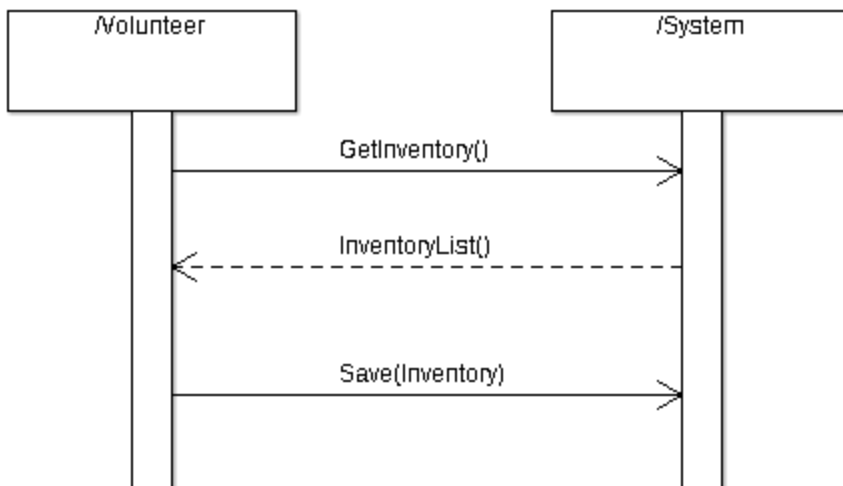 /Volunteer
/System
GetInventory()
InventoryList()
Save(Inventory)